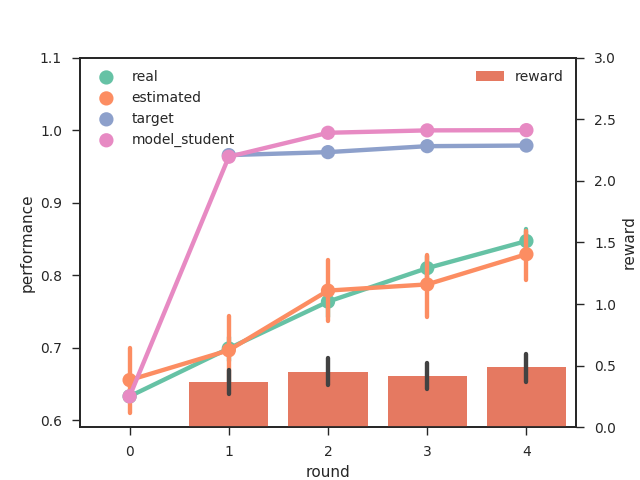 real
estimated
target
model_student
reward
1.1
1.0
0.9
0.8
0.7
0.6
performance
3.0
2.5
2.0
1.5
1.0
0.5
0.0
reward
0 1 2 3 4
round